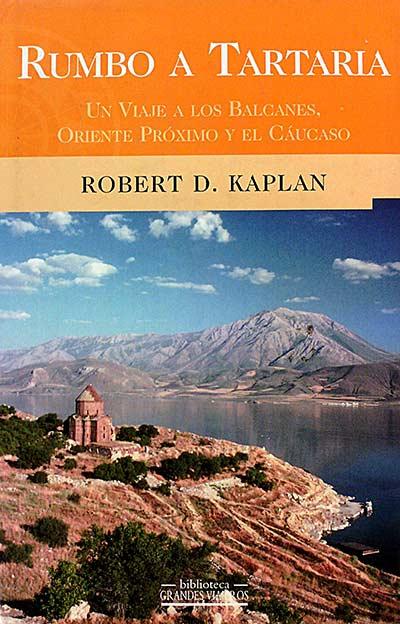 RUMBO A TARTARIA
UN VIAJE A LOS BALCANES,
ORIENTE PRÓXIMO Y EL CÁUCASO
ROBERT D. KAPLAN
biblioteca
GRANDES VIAJEROS